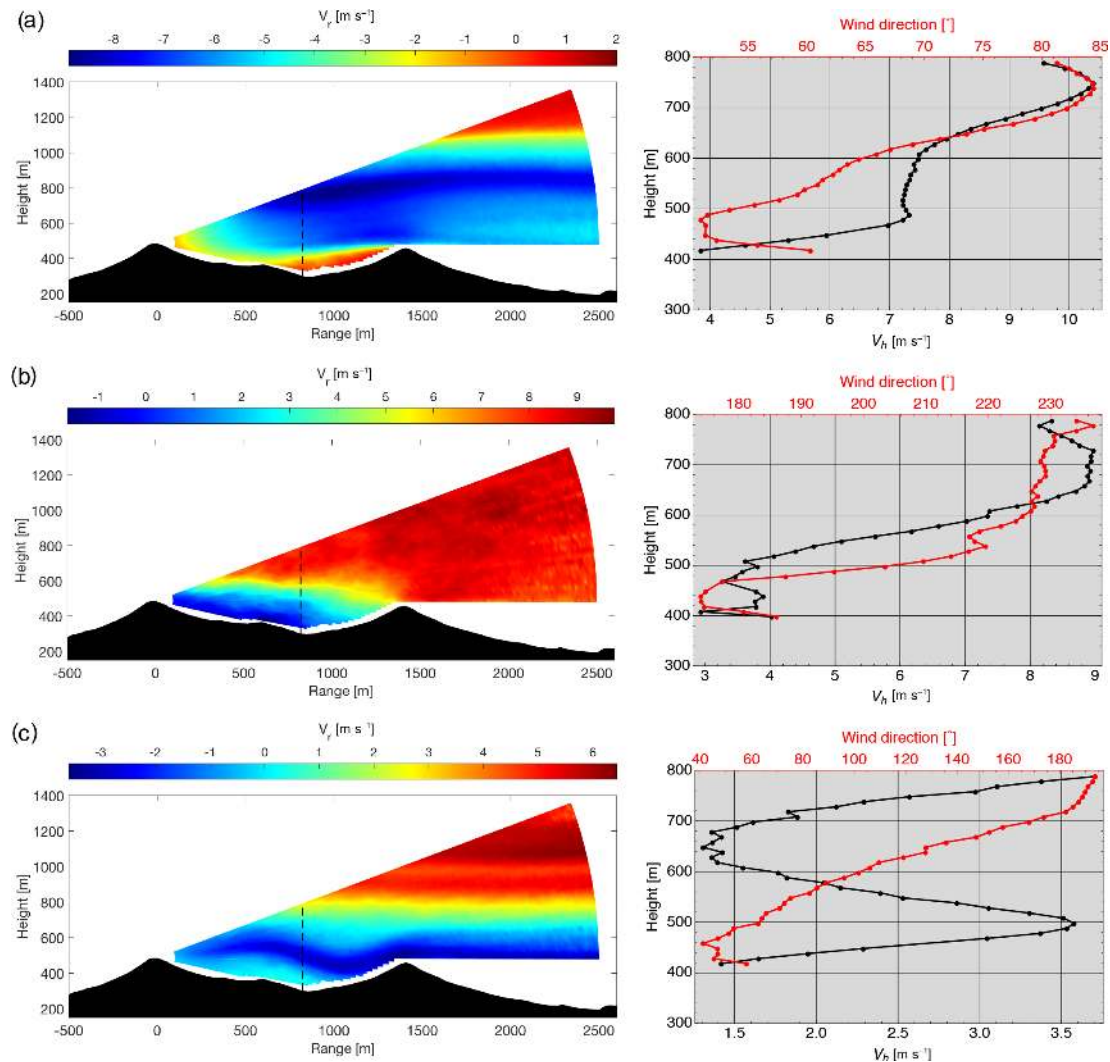 (a)
V_r [m s⁻¹]
-8 -7 -6 -5 -4 -3 -2 -1 0 1 2
1400
1200
1000
800
600
400
200
Height [m]
-500 0 500 1000 1500 2000 2500
Range [m]
Wind direction [°]
55 60 65 70 75 80 85
800
700
600
500
400
300
Height [m]
4 5 6 7 8 9 10
V_h [m s⁻¹]
(b)
V_r [m s⁻¹]
-1 0 1 2 3 4 5 6 7 8 9
1400
1200
1000
800
600
400
200
Height [m]
-500 0 500 1000 1500 2000 2500
Range [m]
Wind direction [°]
180 190 200 210 220 230
800
700
600
500
400
300
Height [m]
3 4 5 6 7 8 9
V_h [m s⁻¹]
(c)
V_r [m s⁻¹]
-3 -2 -1 0 1 2 3 4 5 6
1400
1200
1000
800
600
400
200
Height [m]
-500 0 500 1000 1500 2000 2500
Range [m]
Wind direction [°]
40 60 80 100 120 140 160 180
800
700
600
500
400
300
Height [m]
1.5 2.0 2.5 3.0 3.5
V_h [m s⁻¹]